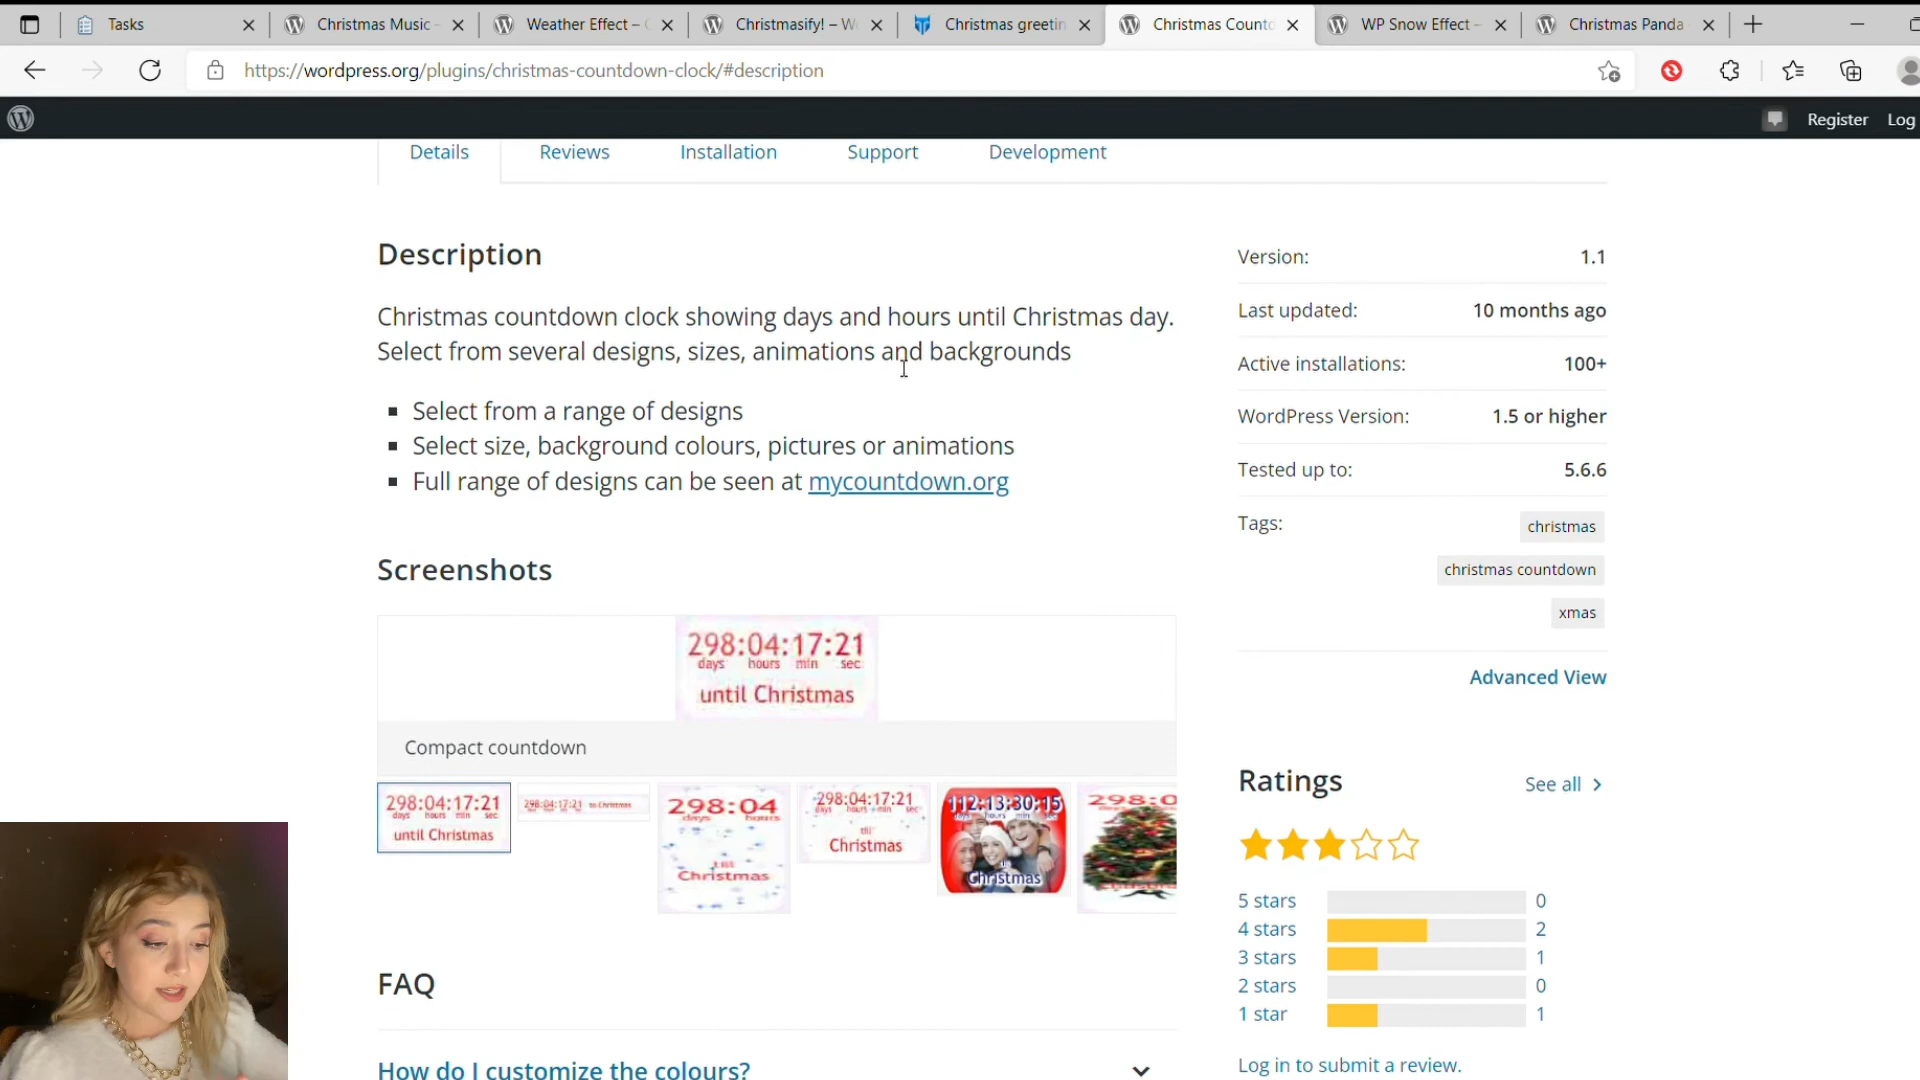 Tasks
Christmas Music -
Weather Effect – C
Christmasify! – Wo
Christmas greetin
Christmas Countd
WP Snow Effect -
Christmas Panda
https://wordpress.org/plugins/christmas-countdown-clock/#description
Register
Log
Details
Reviews
Installation
Support
Development
Description
Christmas countdown clock showing days and hours until Christmas day.
Select from several designs, sizes, animations and backgrounds
Select from a range of designs
Select size, background colours, pictures or animations
Full range of designs can be seen at mycountdown.org
Screenshots
298:04:17:21
days hours min sec
until Christmas
Compact countdown
298:04:17:21
days hours min sec
until Christmas
298:04:17:21 to Christmas
298:04
days hours
till
Christmas
298:04:17:21
days hours min sec
till
Christmas
112:13:30:15
days hours min sec
to
Christmas
298:0
FAQ
How do I customize the colours?
Version: 1.1
Last updated: 10 months ago
Active installations: 100+
WordPress Version: 1.5 or higher
Tested up to: 5.6.6
Tags: christmas
christmas countdown
xmas
Advanced View
Ratings
See all
5 stars 0
4 stars 2
3 stars 1
2 stars 0
1 star 1
Log in to submit a review.